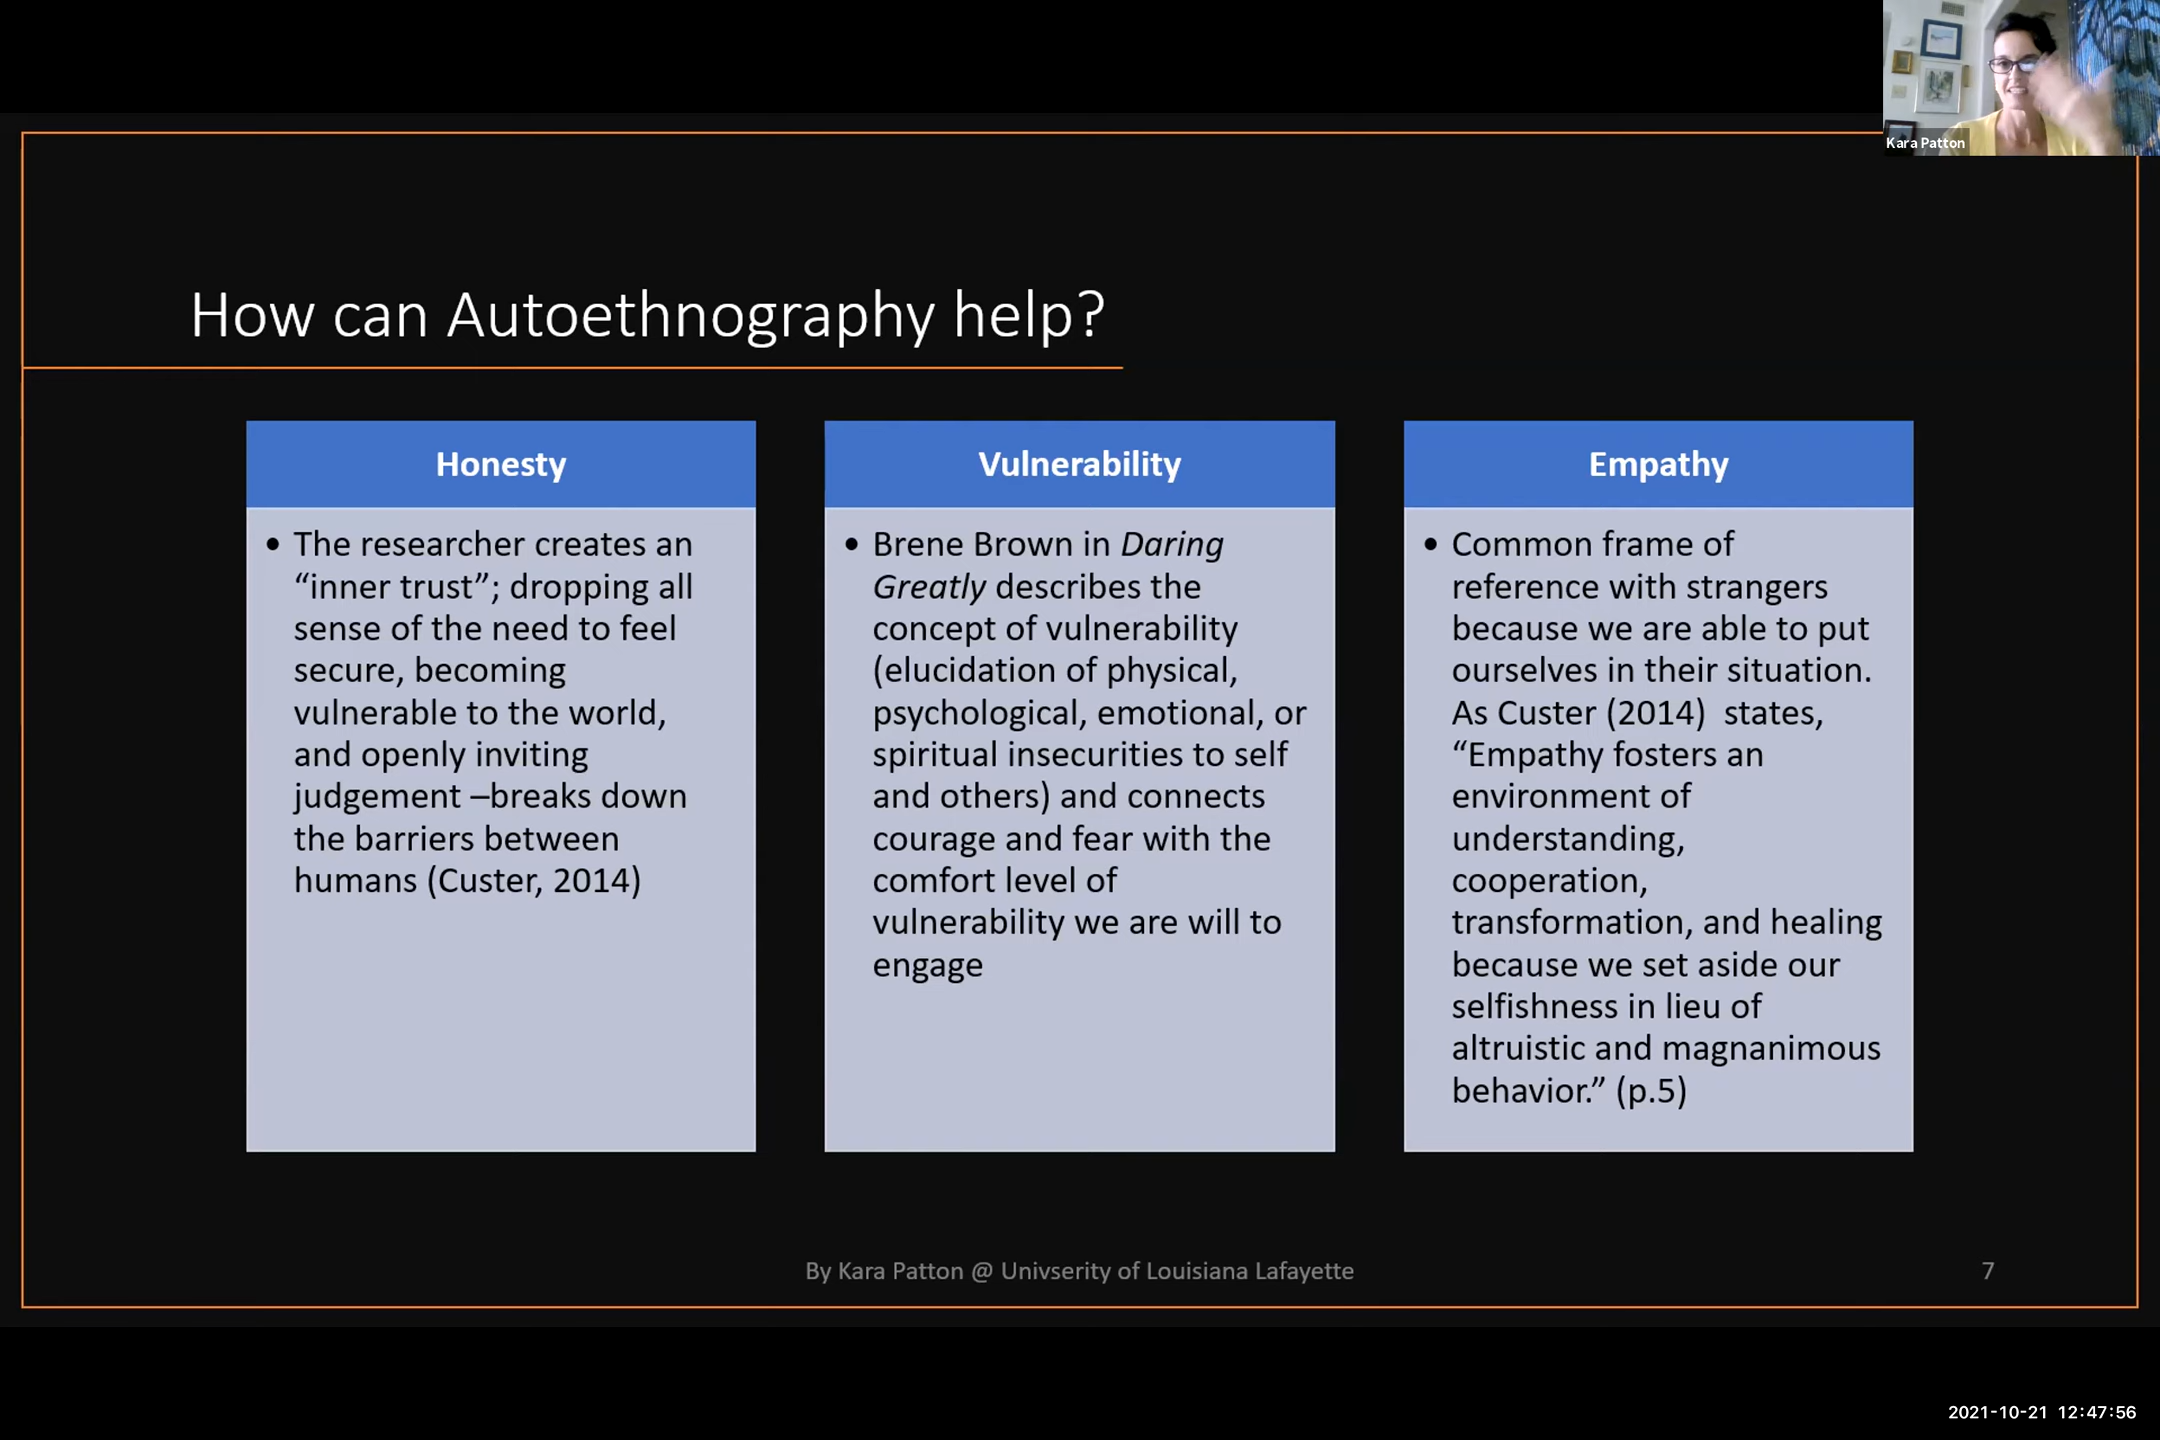 Kara Patton
How can Autoethnography help?
Honesty
• The researcher creates an
“inner trust”; dropping all
sense of the need to feel
secure, becoming
vulnerable to the world,
and openly inviting
judgement –breaks down
the barriers between
humans (Custer, 2014)
Vulnerability
• Brene Brown in Daring
Greatly describes the
concept of vulnerability
(elucidation of physical,
psychological, emotional, or
spiritual insecurities to self
and others) and connects
courage and fear with the
comfort level of
vulnerability we are will to
engage
Empathy
• Common frame of
reference with strangers
because we are able to put
ourselves in their situation.
As Custer (2014)  states,
“Empathy fosters an
environment of
understanding,
cooperation,
transformation, and healing
because we set aside our
selfishness in lieu of
altruistic and magnanimous
behavior.” (p.5)
By Kara Patton @ Univserity of Louisiana Lafayette
7
2021-10-21 12:47:56